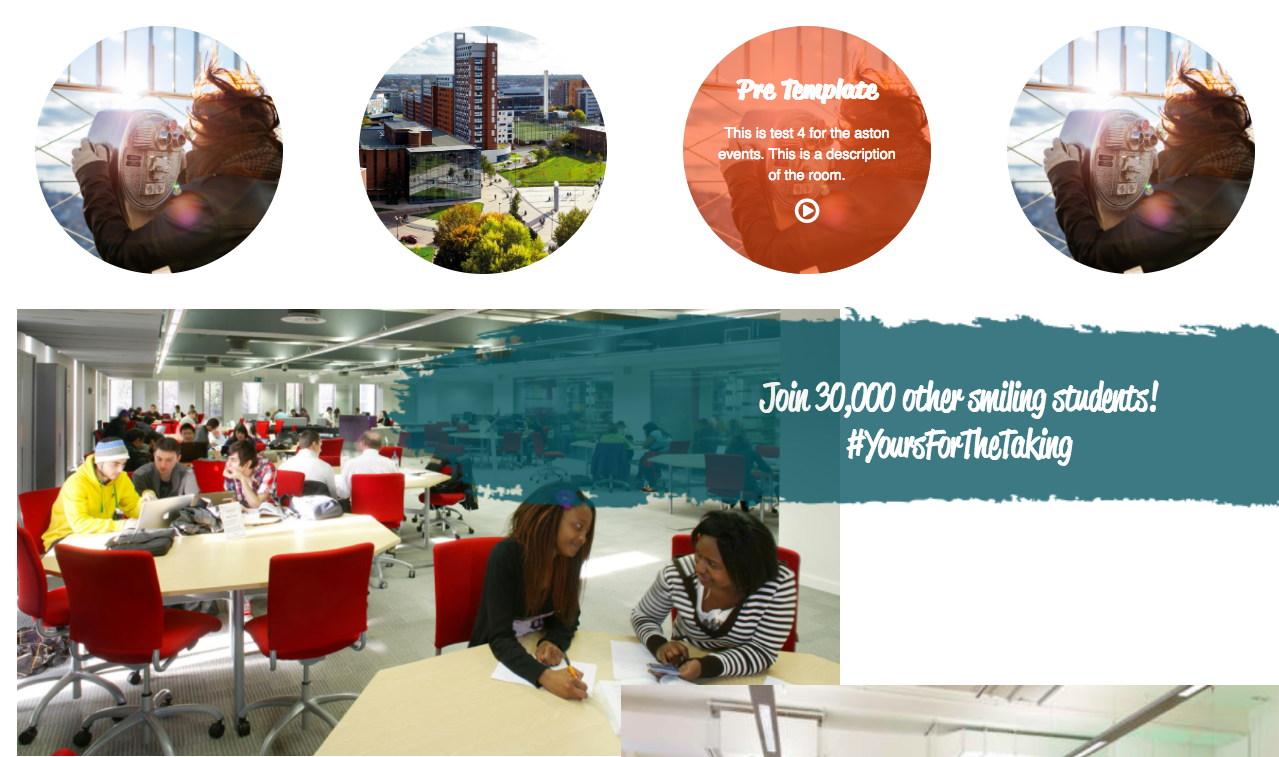 Pre Template
This is test 4 for the aston
events. This is a description
of the room.
Join 30,000 other smiling students!
#YoursForTheTaking